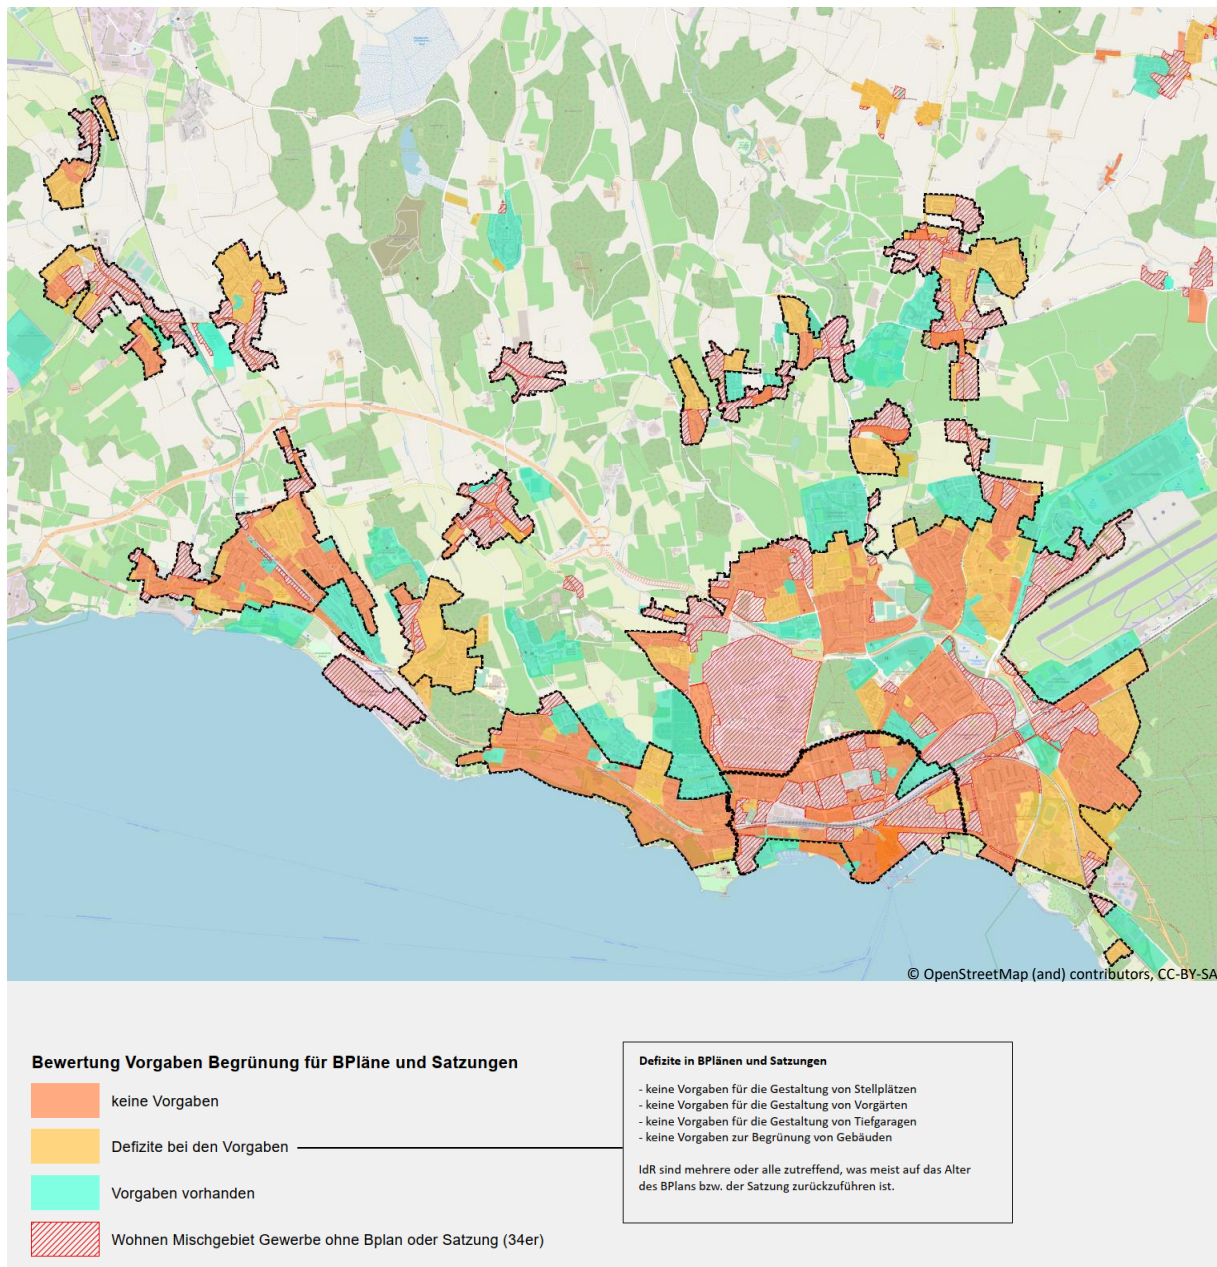 © OpenStreetMap (and) contributors, CC-BY-SA
Bewertung Vorgaben Begrünung für BPläne und Satzungen
keine Vorgaben
Defizite bei den Vorgaben
Vorgaben vorhanden
Wohnen Mischgebiet Gewerbe ohne Bplan oder Satzung (34er)
Defizite in BPlänen und Satzungen
- keine Vorgaben für die Gestaltung von Stellplätzen
- keine Vorgaben für die Gestaltung von Vorgärten
- keine Vorgaben für die Gestaltung von Tiefgaragen
- keine Vorgaben zur Begrünung von Gebäuden
IdR sind mehrere oder alle zutreffend, was meist auf das Alter
des BPlans bzw. der Satzung zurückzuführen ist.